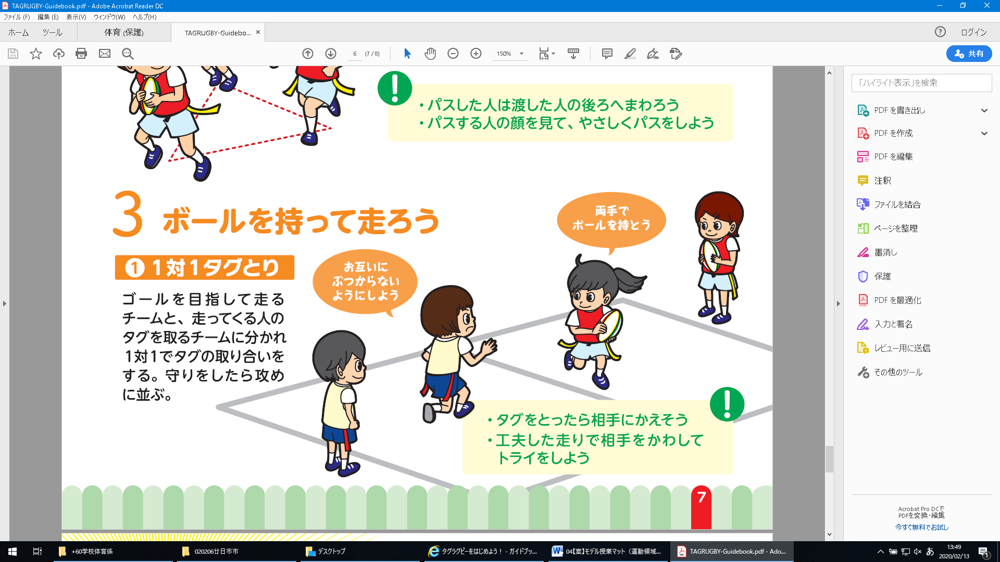 TAGRUGBY-Guidebook.pdf - Adobe Acrobat Reader DC
ファイル(F) 編集(E) 表示(V) ウィンドウ(W) ヘルプ(H)
ホーム ツール 体育 (保護) TAGRUGBY-Guidebo... × ? ログイン
6 (7 / 8) 150% 共有
・パスした人は渡した人の後ろへまわろう
・パスする人の顔を見て、やさしくパスをしよう
3 ボールを持って走ろう
❶ 1対1タグとり
ゴールを目指して走る
チームと、走ってくる人の
タグを取るチームに分かれ
1対1でタグの取り合いを
する。守りをしたら攻め
に並ぶ。
お互いに
ぶつからない
ようにしよう
両手で
ボールを持とう
・タグをとったら相手にかえそう
・工夫した走りで相手をかわして
トライをしよう
7
「ハイライト表示」を検索
PDF を書き出し
PDF を作成
PDF を編集
注釈
ファイルを結合
ページを整理
墨消し
保護
PDF を最適化
入力と署名
レビュー用に送信
その他のツール
Acrobat Pro DCで
PDFを変換・編集
今すぐ無料でお試し
+60学校体育係
020206廿日市市
デスクトップ
タグラグビーをはじめよう！ - ガイドブッ...
04【案】モデル授業マット（運動領域...
TAGRUGBY-Guidebook.pdf - Ado...
あ
13:49
2020/02/13
1